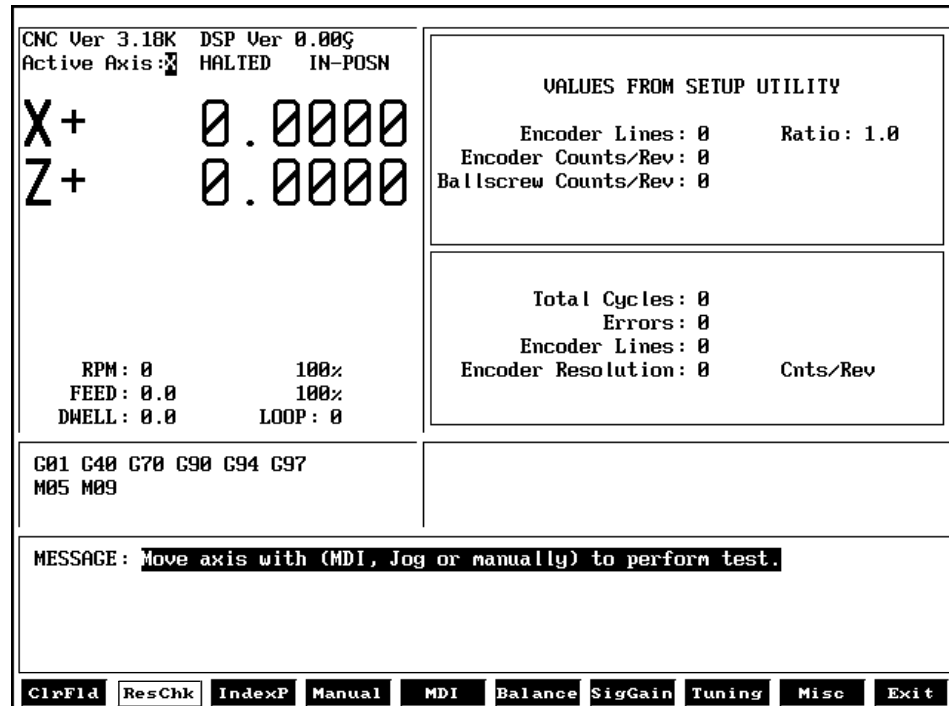 CNC Ver 3.18K DSP Ver 0.00Ç
Active Axis:X HALTED IN-POSN
X+ 0.0000
Z+ 0.0000
RPM: 0 100%
FEED: 0.0 100%
DWELL: 0.0 LOOP: 0
VALUES FROM SETUP UTILITY
Encoder Lines: 0 Ratio: 1.0
Encoder Counts/Rev: 0
Ballscrew Counts/Rev: 0
Total Cycles: 0
Errors: 0
Encoder Lines: 0
Encoder Resolution: 0 Cnts/Rev
G01 G40 G70 G90 G94 G97
M05 M09
MESSAGE: Move axis with (MDI, Jog or manually) to perform test.
ClrFld ResChk IndexP Manual MDI Balance SigGain Tuning Misc Exit